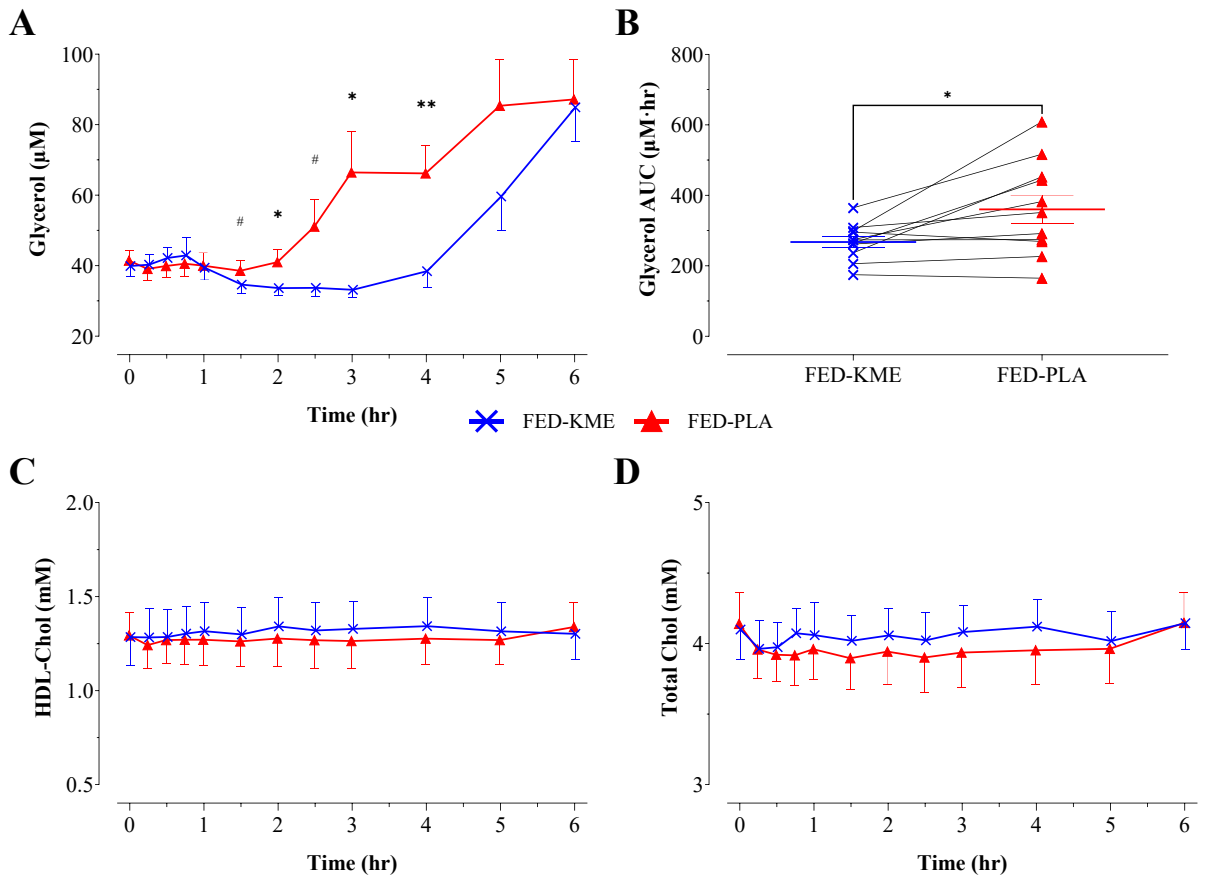 A
Glycerol (µM)
100
80
60
40
20
#
*
#
*
**
0 1 2 3 4 5 6
Time (hr)
B
Glycerol AUC (µM·hr)
800
600
400
200
0
*
FED-KME FED-PLA
FED-KME FED-PLA
C
HDL-Chol (mM)
2.0
1.5
1.0
0.5
0 1 2 3 4 5 6
Time (hr)
D
Total Chol (mM)
5
4
3
0 1 2 3 4 5 6
Time (hr)